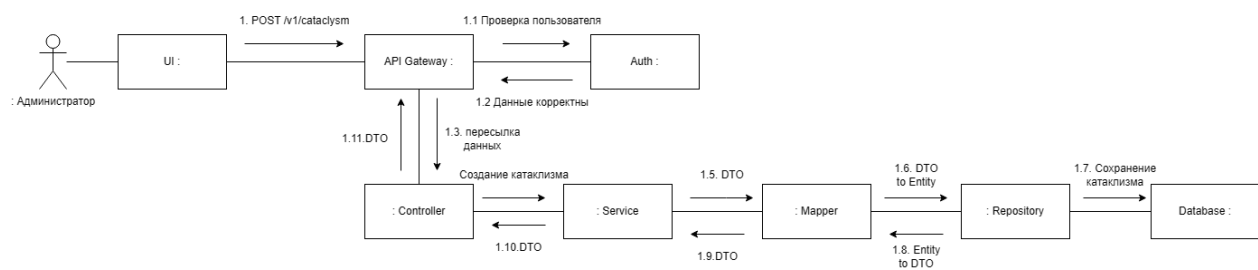 1. POST /v1/cataclysm
1.1 Проверка пользователя
UI :
API Gateway :
Auth :
: Администратор
1.2 Данные корректны
1.11.DTO
1.3. пересылка
данных
Создание катаклизма
1.5. DTO
1.6. DTO
to Entity
1.7. Сохранение
катаклизма
: Controller
: Service
: Mapper
: Repository
Database :
1.10.DTO
1.9.DTO
1.8. Entity
to DTO